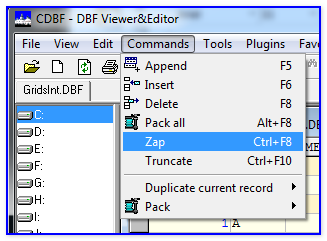 CDBF - DBF Viewer&Editor
File View Edit Commands Tools Plugins
GridsInt.DBF
Append F5
Insert F6
Delete F8
Pack all Alt+F8
Zap Ctrl+F8
Truncate Ctrl+F10
Duplicate current record
Pack
C:
D:
E:
F:
G:
H:
I:
1 A